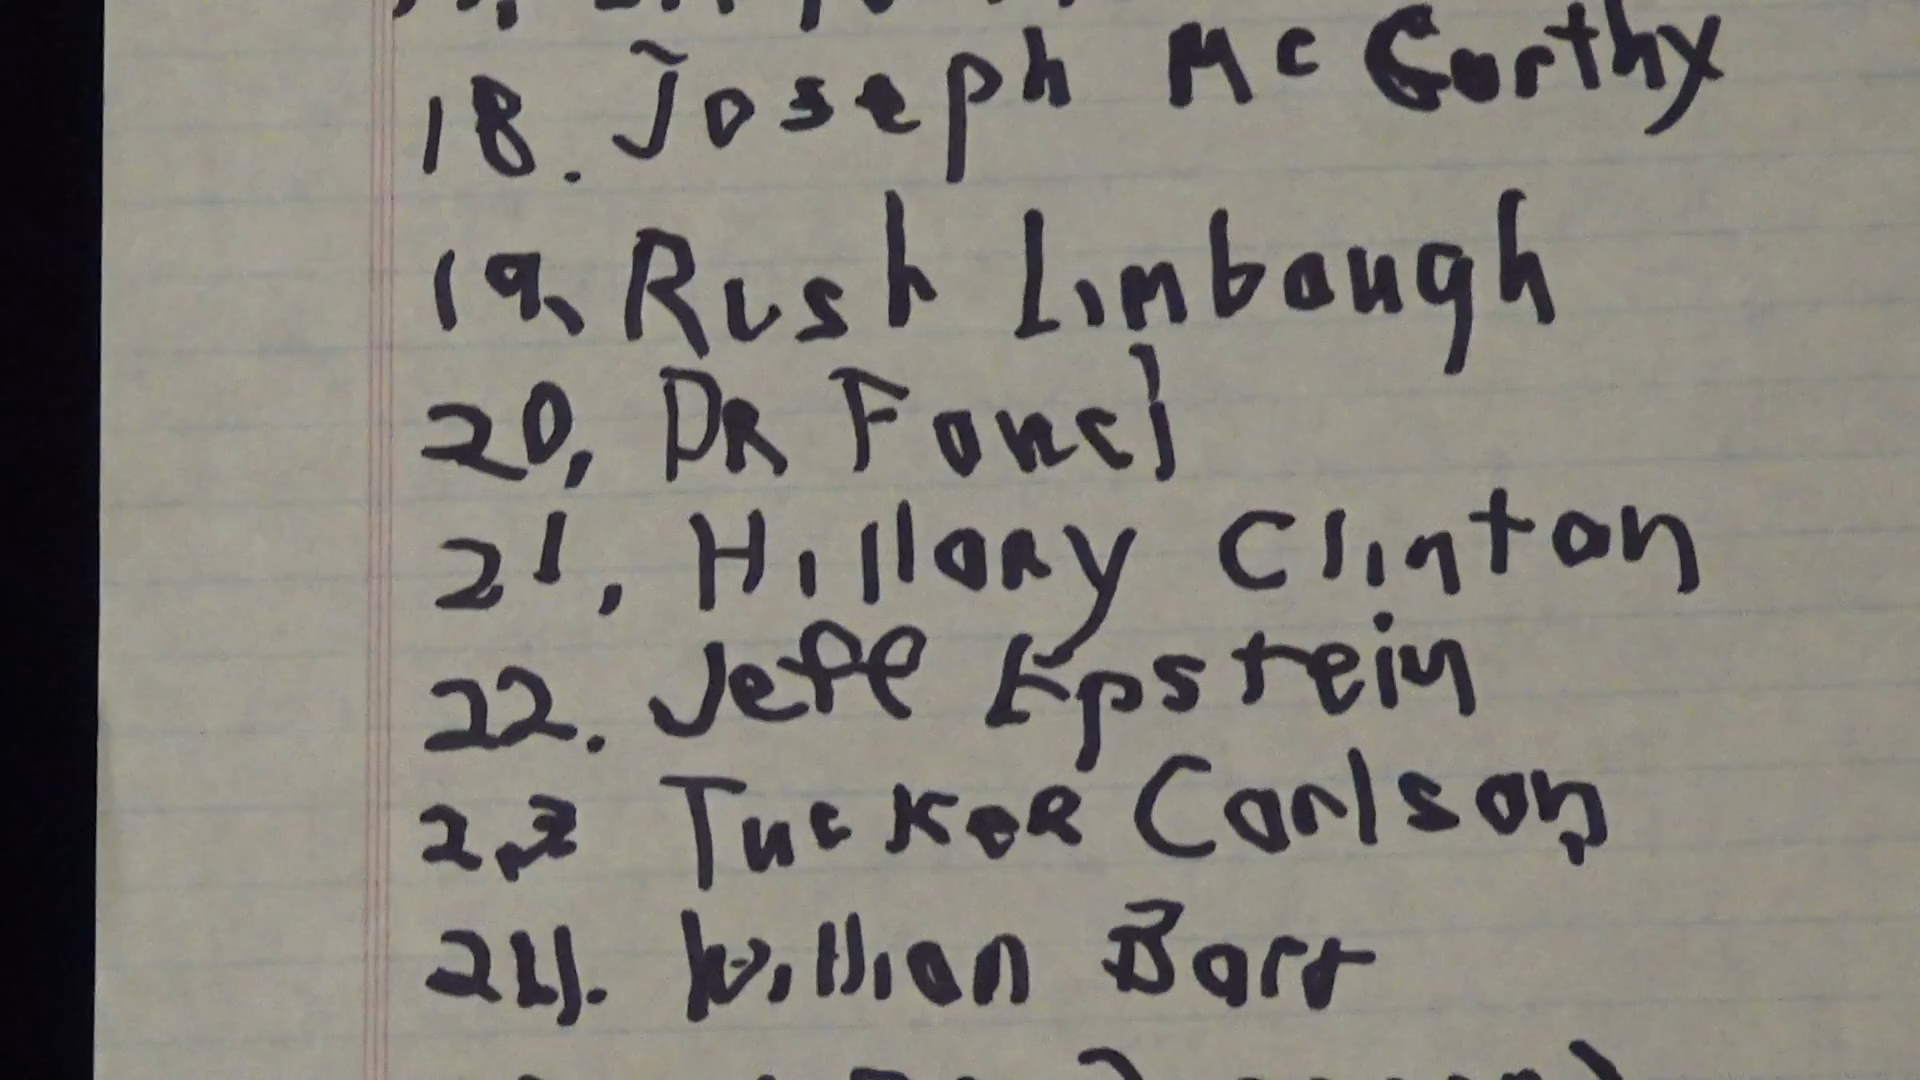 18. Joseph McCarthy
19. Rush Limbaugh
20, DR Fauci
21, Hillary Clinton
22. Jeff Epstein
23 Tucker Carlson
24. Willian Barr